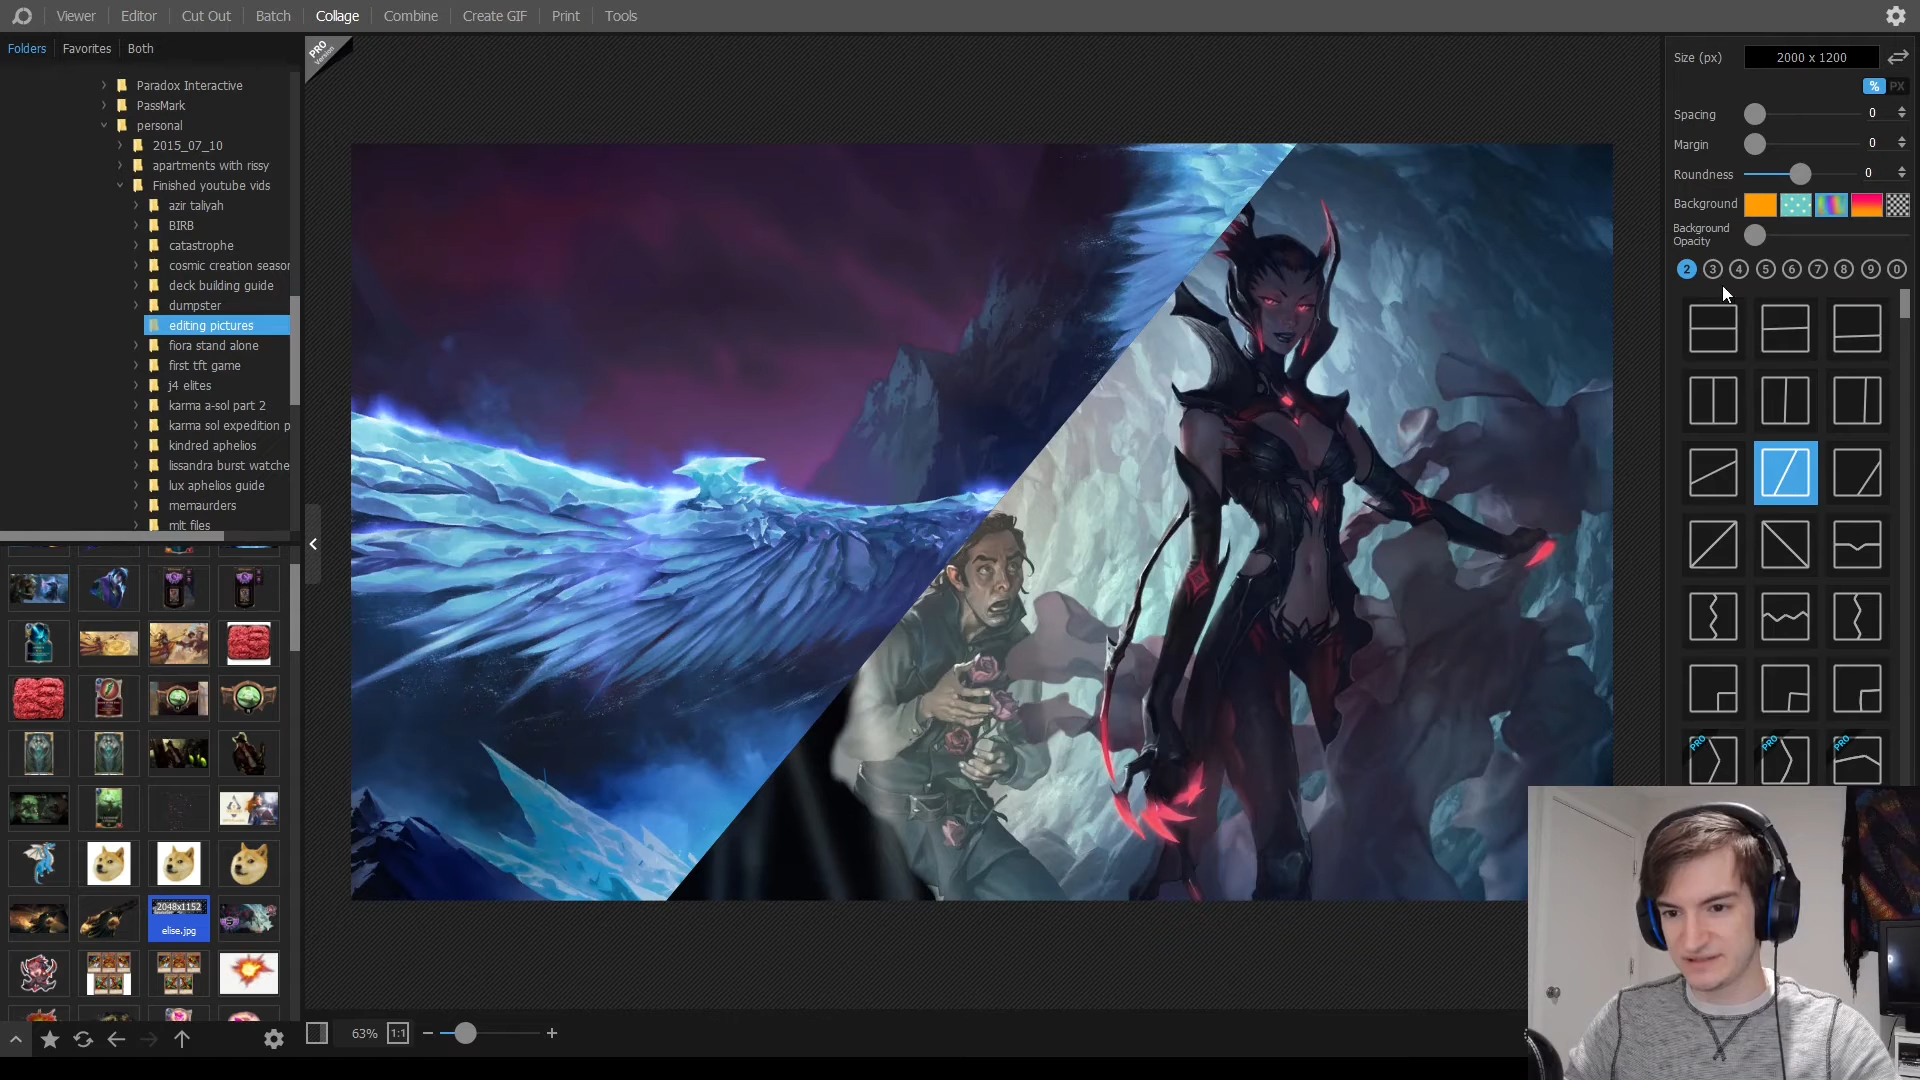 Viewer Editor Cut Out Batch Collage Combine Create GIF Print Tools
Folders Favorites Both
PRO
Version
Size (px) 2000 x 1200
% PX
Spacing 0
Margin 0
Roundness 0
Background
Background
Opacity
2 3 4 5 6 7 8 9 0
Paradox Interactive
PassMark
personal
2015_07_10
apartments with rissy
Finished youtube vids
azir taliyah
BIRB
catastrophe
cosmic creation season
deck building guide
dumpster
editing pictures
fiora stand alone
first tft game
j4 elites
karma a-sol part 2
karma sol expedition p
kindred aphelios
lissandra burst watche
lux aphelios guide
memaurders
mlt files
PRO PRO PRO
2048x1152
elise.jpg
63% 1:1